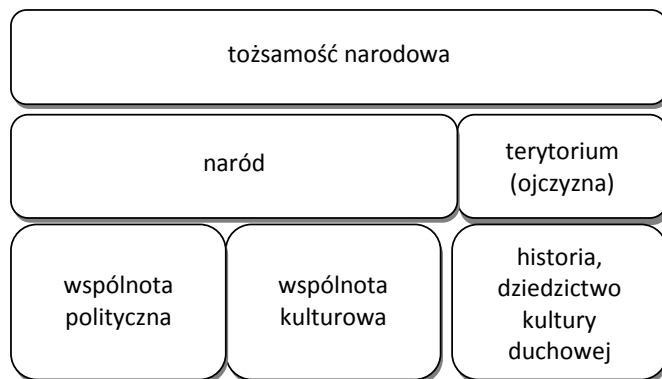 tożsamość narodowa
naród
terytorium
(ojczyzna)
wspólnota
polityczna
wspólnota
kulturowa
historia,
dziedzictwo
kultury
duchowej